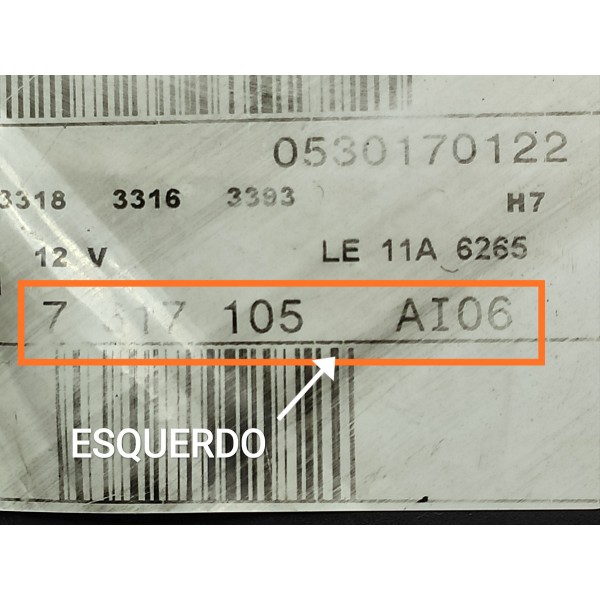 0530170122
3318 3316 3393 H7
12 V LE 11A 6265
7 105 AI06
ESQUERDO